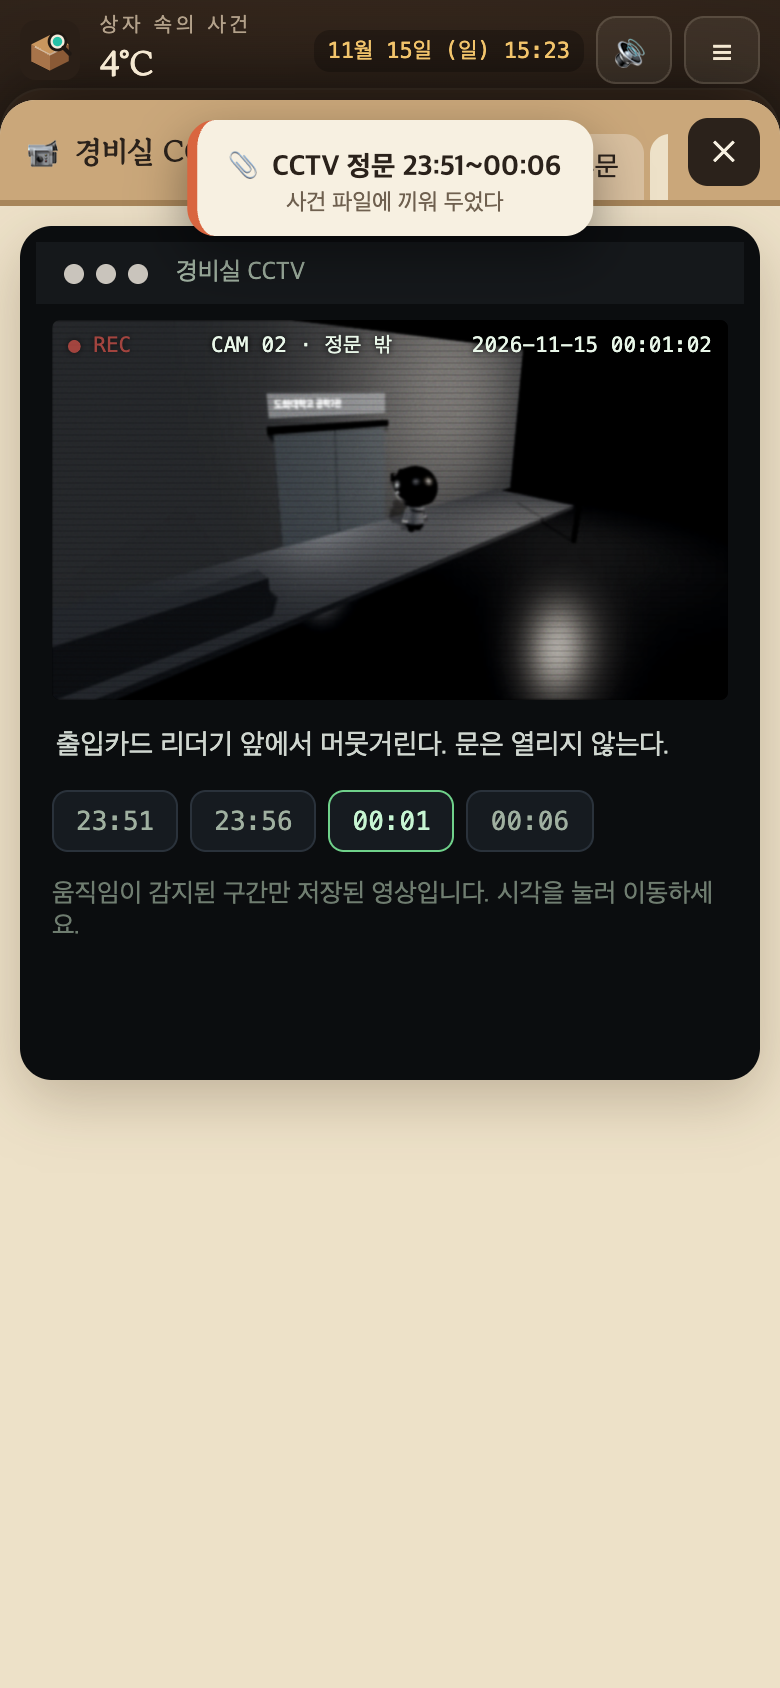 상자 속의 사건
4℃
11월 15일 (일) 15:23
경비실
CCTV 정문 23:51~00:06
사건 파일에 끼워 두었다
문
경비실 CCTV
REC
CAM 02 · 정문 밖
2026-11-15 00:01:02
출입카드 리더기 앞에서 머뭇거린다. 문은 열리지 않는다.
23:51
23:56
00:01
00:06
움직임이 감지된 구간만 저장된 영상입니다. 시각을 눌러 이동하세
요.